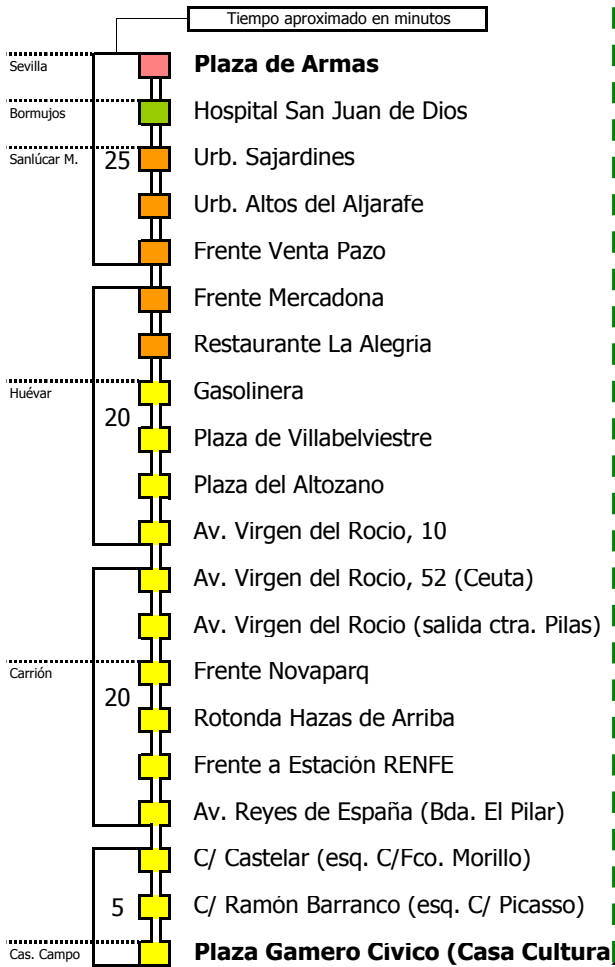 Tiempo aproximado en minutos
Sevilla
Plaza de Armas
Bormujos
Hospital San Juan de Dios
Sanlúcar M.
25
Urb. Sajardines
Urb. Altos del Aljarafe
Frente Venta Pazo
Frente Mercadona
Restaurante La Alegria
Huévar
20
Gasolinera
Plaza de Villabelviestre
Plaza del Altozano
Av. Virgen del Rocio, 10
Av. Virgen del Rocio, 52 (Ceuta)
Av. Virgen del Rocio (salida ctra. Pilas)
Carrión
20
Frente Novaparq
Rotonda Hazas de Arriba
Frente a Estación RENFE
Av. Reyes de España (Bda. El Pilar)
C/ Castelar (esq. C/Fco. Morillo)
5
C/ Ramón Barranco (esq. C/ Picasso)
Cas. Campo
Plaza Gamero Cívico (Casa Cultura